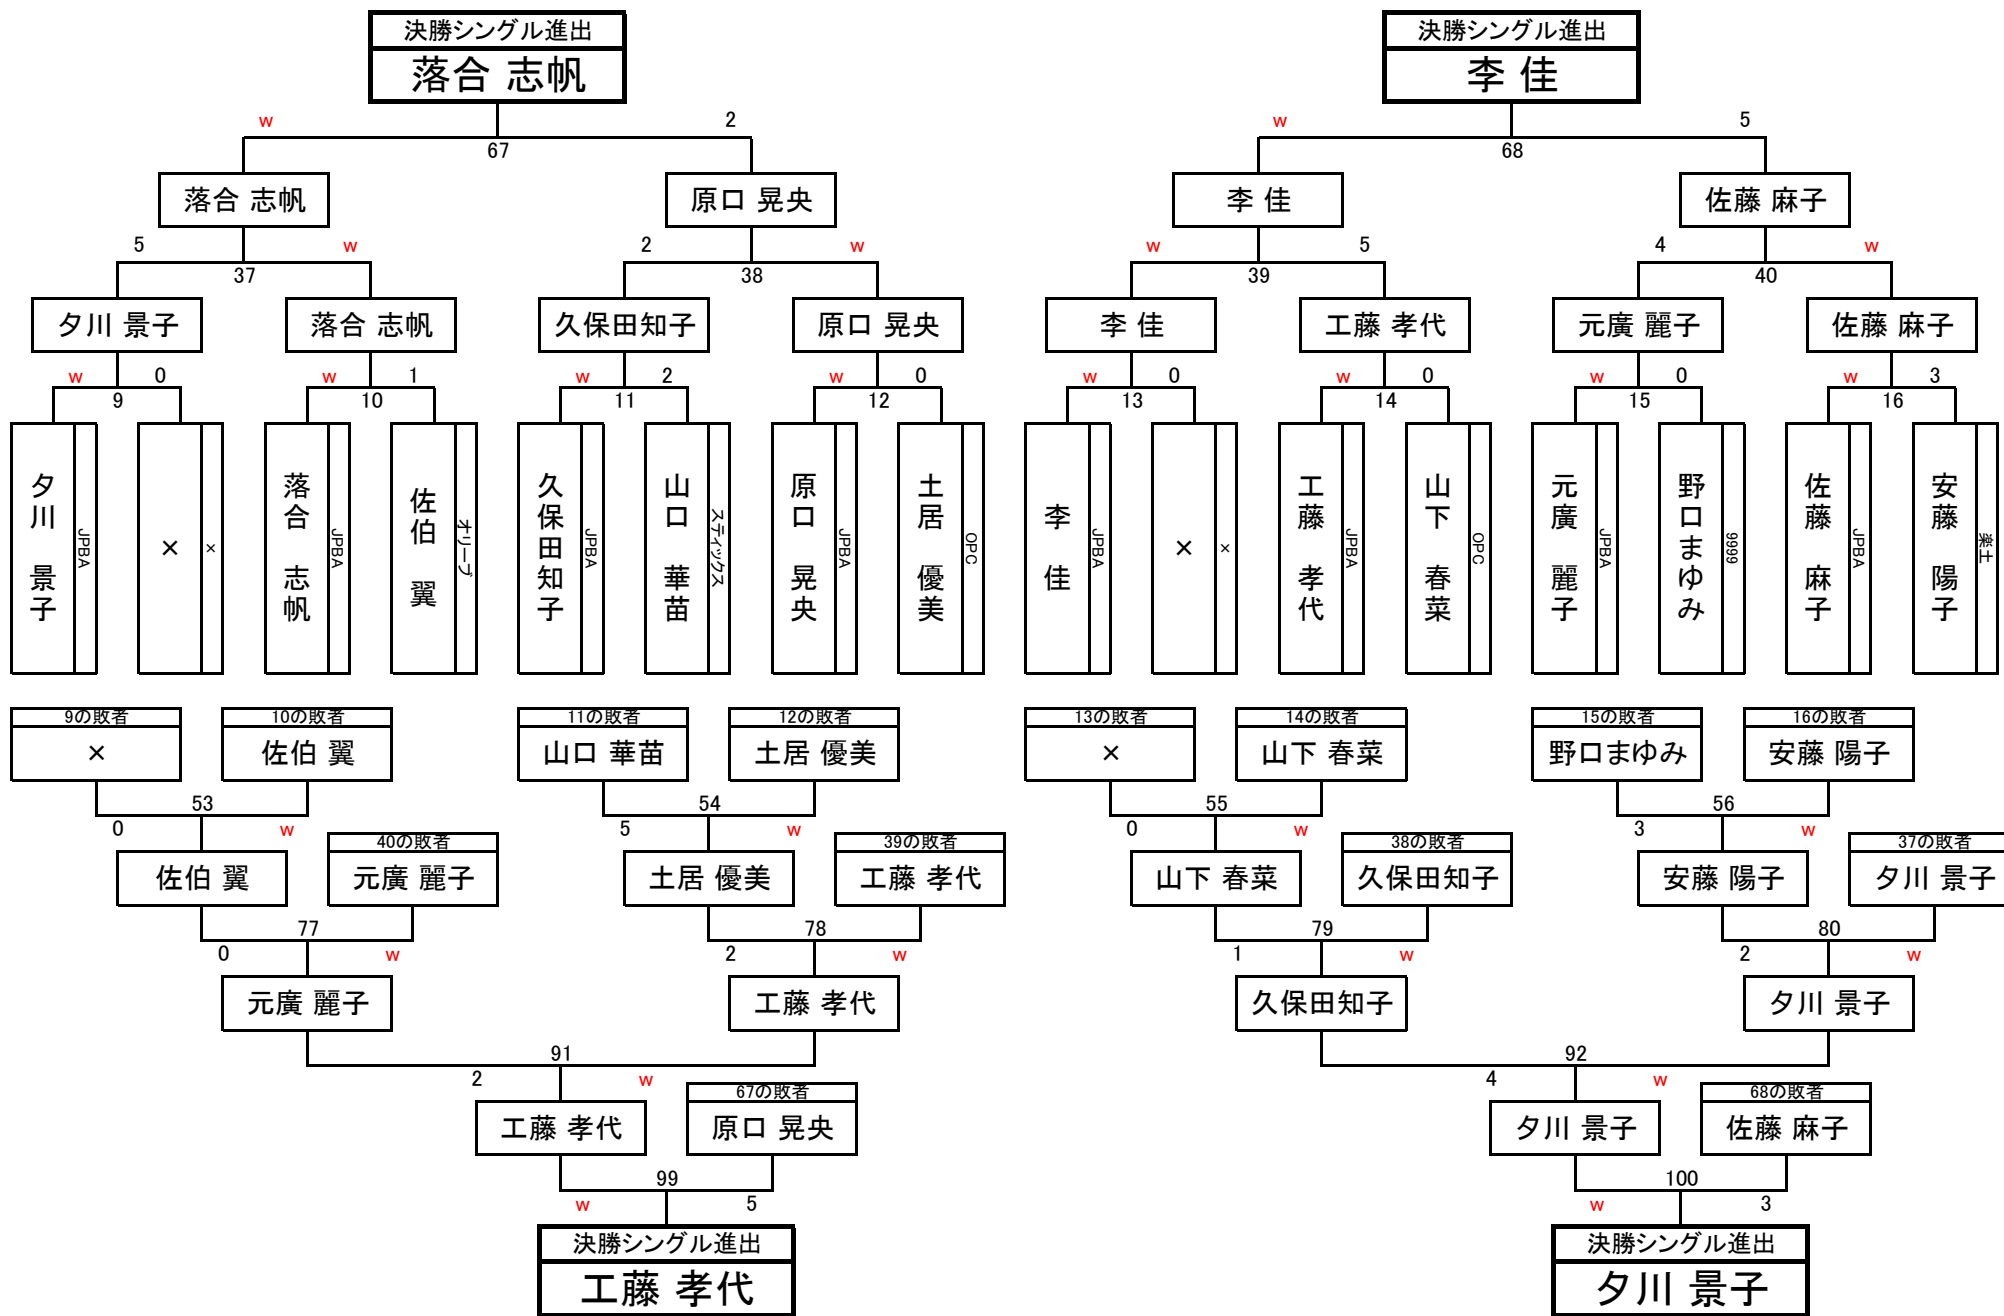 決勝シングル進出 決勝シングル進出
落合 志帆 李 佳
w 2 w 5
67 68
落合 志帆 原口 晃央 李 佳 佐藤 麻子
5 w 2 w w 5 4 w
37 38 39 40
夕川 景子 落合 志帆 久保田知子 原口 晃央 李 佳 工藤 孝代 元廣 麗子 佐藤 麻子
w 0 w 1 w 2 w 0 w 0 w 0 w 0 w 3
9 10 11 12 13 14 15 16
夕川 景子 JPBA
× ×
落合 志帆 JPBA
佐伯 翼 オリーブ
久保田知子 JPBA
山口 華苗 スティックス
原口 晃央 JPBA
土居 優美 OPC
李 佳 JPBA
× ×
工藤 孝代 JPBA
山下 春菜 OPC
元廣 麗子 JPBA
野口まゆみ 9999
佐藤 麻子 JPBA
安藤 陽子 楽土
9の敗者 10の敗者 11の敗者 12の敗者 13の敗者 14の敗者 15の敗者 16の敗者
× 佐伯 翼 山口 華苗 土居 優美 × 山下 春菜 野口まゆみ 安藤 陽子
53 54 55 56
0 w 5 w 0 w 3 w
40の敗者 39の敗者 38の敗者 37の敗者
佐伯 翼 元廣 麗子 土居 優美 工藤 孝代 山下 春菜 久保田知子 安藤 陽子 夕川 景子
77 78 79 80
0 w 2 w 1 w 2 w
元廣 麗子 工藤 孝代 久保田知子 夕川 景子
91 92
2 w 4 w
67の敗者 68の敗者
工藤 孝代 原口 晃央 夕川 景子 佐藤 麻子
99 100
w 5 w 3
決勝シングル進出 決勝シングル進出
工藤 孝代 夕川 景子